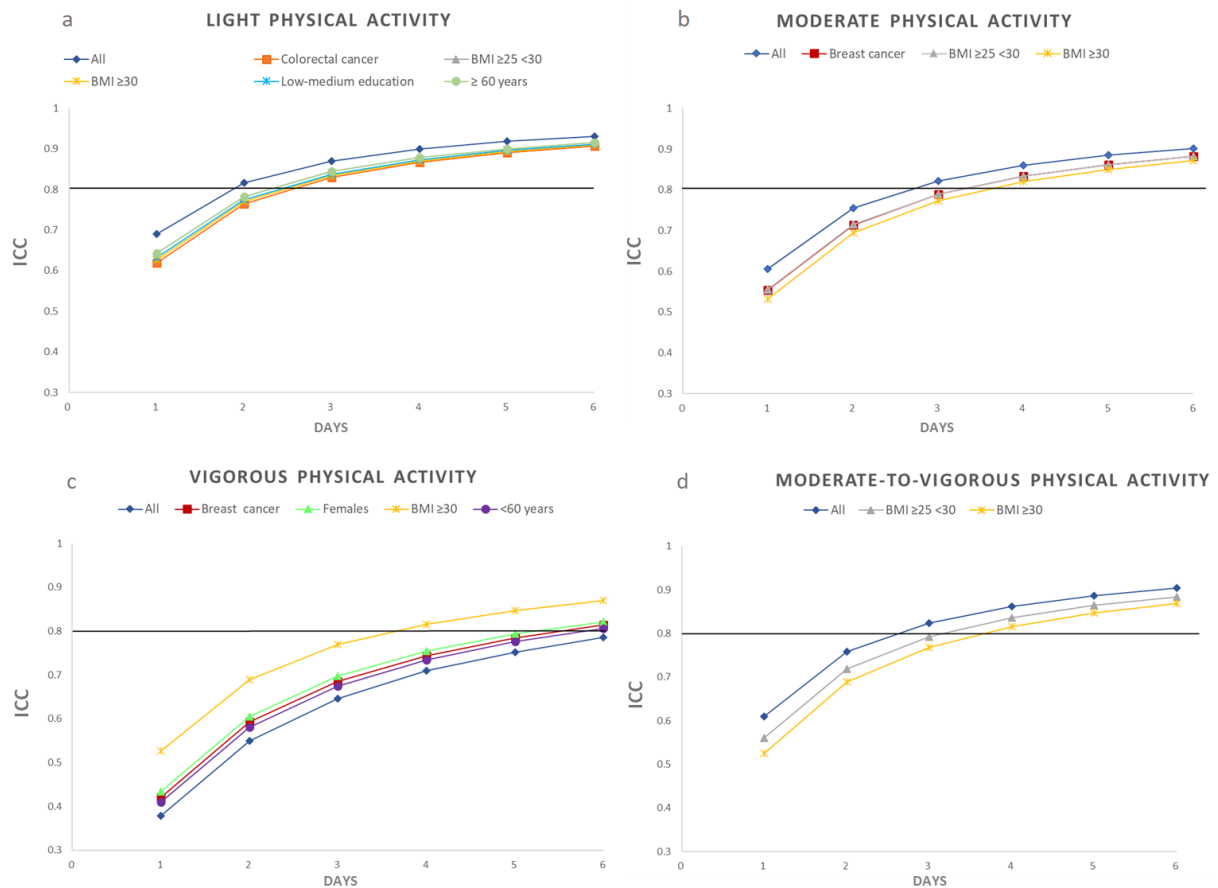 a
LIGHT PHYSICAL ACTIVITY
All
Colorectal cancer
BMI ≥25 <30
BMI ≥30
Low-medium education
≥ 60 years
1
0.9
0.8
0.7
0.6
0.5
0.4
0.3
ICC
0 1 2 3 4 5 6
DAYS
b
MODERATE PHYSICAL ACTIVITY
All
Breast cancer
BMI ≥25 <30
BMI ≥30
1
0.9
0.8
0.7
0.6
0.5
0.4
0.3
ICC
0 1 2 3 4 5 6
DAYS
c
VIGOROUS PHYSICAL ACTIVITY
All
Breast cancer
Females
BMI ≥30
<60 years
1
0.9
0.8
0.7
0.6
0.5
0.4
0.3
ICC
0 1 2 3 4 5 6
DAYS
d
MODERATE-TO-VIGOROUS PHYSICAL ACTIVITY
All
BMI ≥25 <30
BMI ≥30
1
0.9
0.8
0.7
0.6
0.5
0.4
0.3
ICC
0 1 2 3 4 5 6
DAYS